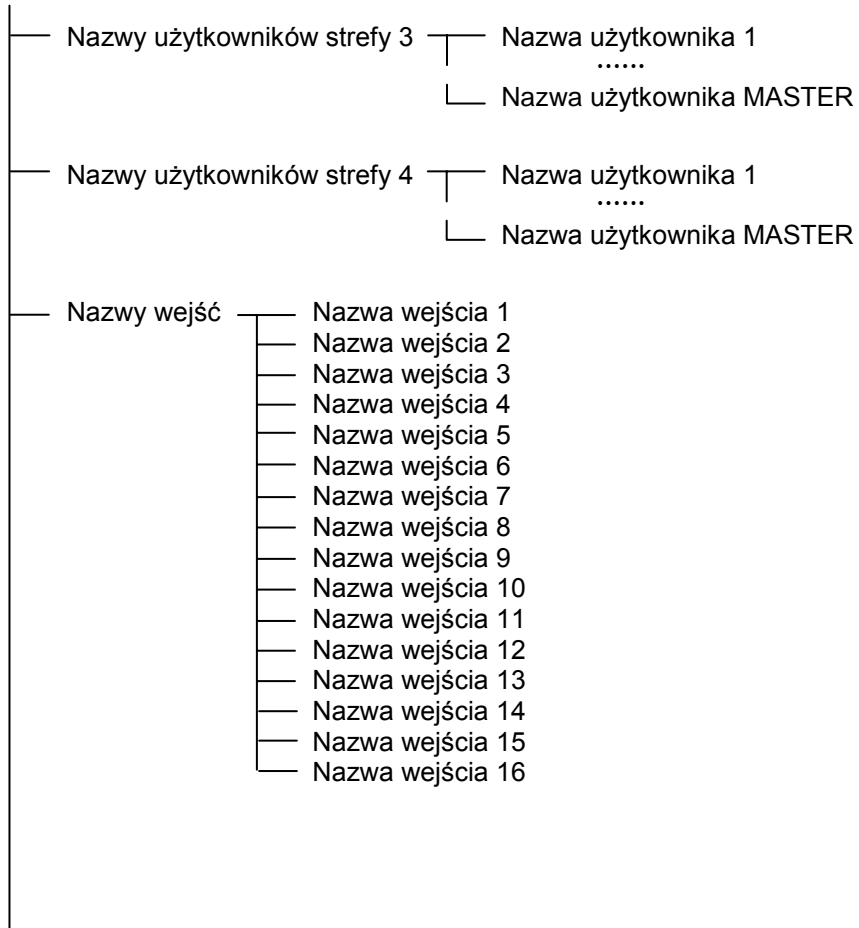 Nazwy użytkowników strefy 3 Nazwa użytkownika 1
......
Nazwa użytkownika MASTER
Nazwy użytkowników strefy 4 Nazwa użytkownika 1
......
Nazwa użytkownika MASTER
Nazwy wejść Nazwa wejścia 1
Nazwa wejścia 2
Nazwa wejścia 3
Nazwa wejścia 4
Nazwa wejścia 5
Nazwa wejścia 6
Nazwa wejścia 7
Nazwa wejścia 8
Nazwa wejścia 9
Nazwa wejścia 10
Nazwa wejścia 11
Nazwa wejścia 12
Nazwa wejścia 13
Nazwa wejścia 14
Nazwa wejścia 15
Nazwa wejścia 16